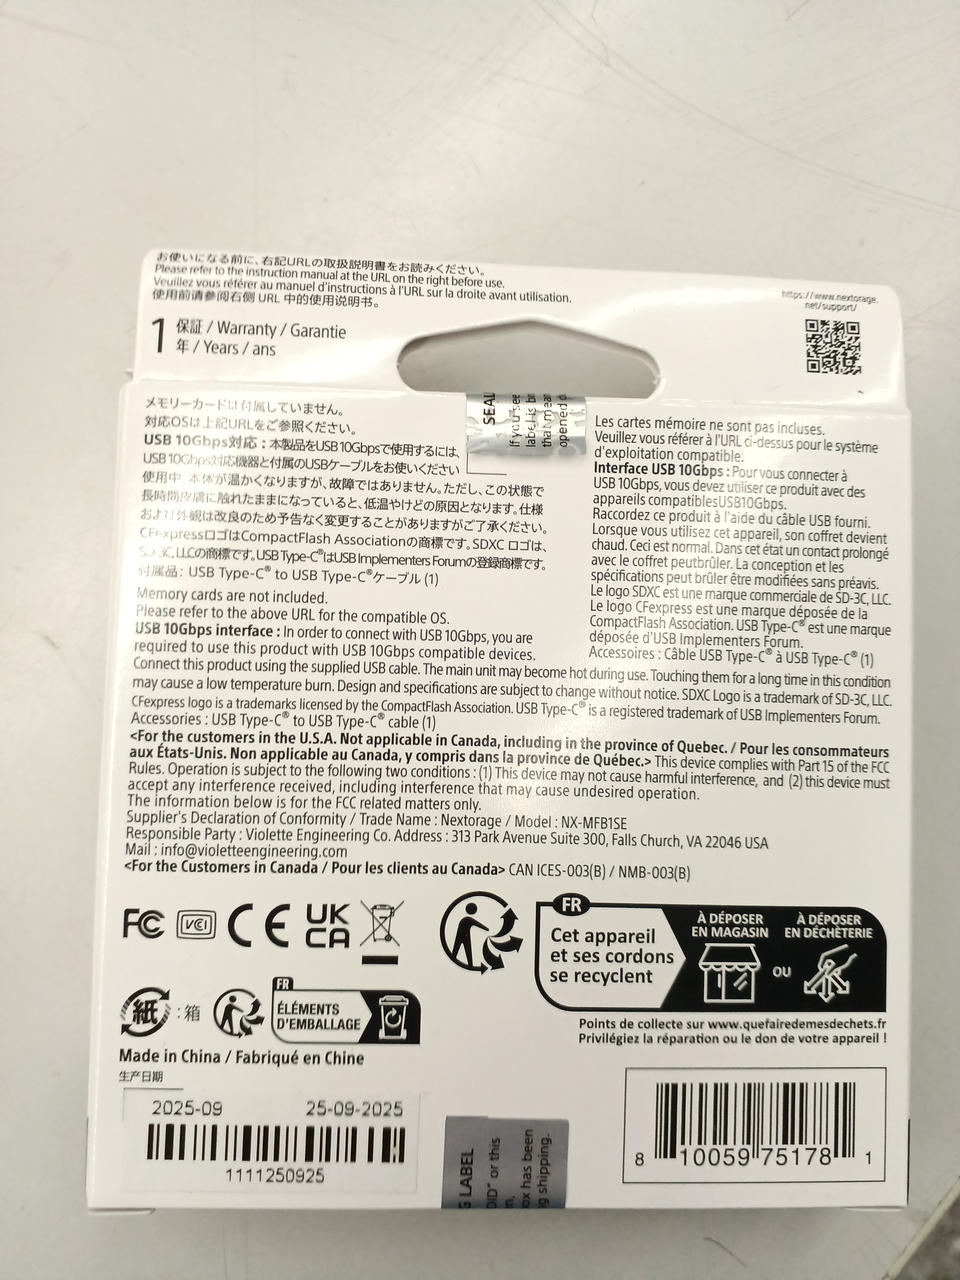 お使いになる前に、右記URLの取扱説明書をお読みください。
Please refer to the instruction manual at the URL on the right before use.
Veuillez vous référer au manuel d'instructions à l'URL sur la droite avant utilisation.
使用前请参阅右侧 URL 中的使用说明书。
https://www.nextorage.
net/support/
1 保証 / Warranty / Garantie
年 / Years / ans
メモリーカードは付属していません。
対応OSは上記URLをご参照ください。
USB 10Gbps対応 : 本製品をUSB 10Gbpsで使用するには、
USB 10Gbps対応機器と付属のUSBケーブルをお使いください
使用中、本体が温かくなりますが、故障ではありません。ただし、この状態で
長時間皮膚に触れたままになっていると、低温やけどの原因となります。仕様
および外観は改良のため予告なく変更することがありますがご了承ください。
CFexpressロゴはCompactFlash Associationの商標です。SDXC ロゴは、
SD-3C, LLCの商標です。USB Type-C®はUSB Implementers Forumの登録商標です。
付属品 : USB Type-C® to USB Type-C®ケーブル (1)
SEAL
If you see
label is br
that mean
opened
Les cartes mémoire ne sont pas incluses.
Veuillez vous référer à l'URL ci-dessus pour le système
d'exploitation compatible.
Interface USB 10Gbps : Pour vous connecter à
USB 10Gbps, vous devez utiliser ce produit avec des
appareils compatiblesUSB10Gbps.
Raccordez ce produit à l'aide du câble USB fourni.
Lorsque vous utilisez cet appareil, son coffret devient
chaud. Ceci est normal. Dans cet état un contact prolongé
avec le coffret peutbrûler. La conception et les
spécifications peut brûler être modifiées sans préavis.
Le logo SDXC est une marque commerciale de SD-3C, LLC.
Le logo CFexpress est une marque déposée de la
CompactFlash Association. USB Type-C® est une marque
déposée d'USB Implementers Forum.
Accessoires : Câble USB Type-C® à USB Type-C® (1)
Memory cards are not included.
Please refer to the above URL for the compatible OS.
USB 10Gbps interface : In order to connect with USB 10Gbps, you are
required to use this product with USB 10Gbps compatible devices.
Connect this product using the supplied USB cable. The main unit may become hot during use. Touching them for a long time in this condition
may cause a low temperature burn. Design and specifications are subject to change without notice. SDXC Logo is a trademark of SD-3C, LLC.
CFexpress logo is a trademarks licensed by the CompactFlash Association. USB Type-C® is a registered trademark of USB Implementers Forum.
Accessories : USB Type-C® to USB Type-C® cable (1)
<For the customers in the U.S.A. Not applicable in Canada, including in the province of Quebec. / Pour les consommateurs
aux États-Unis. Non applicable au Canada, y compris dans la province de Québec.> This device complies with Part 15 of the FCC
Rules. Operation is subject to the following two conditions : (1) This device may not cause harmful interference, and (2) this device must
accept any interference received, including interference that may cause undesired operation.
The information below is for the FCC related matters only.
Supplier's Declaration of Conformity / Trade Name : Nextorage / Model : NX-MFB1SE
Responsible Party : Violette Engineering Co. Address : 313 Park Avenue Suite 300, Falls Church, VA 22046 USA
Mail : info@violetteengineering.com
<For the Customers in Canada / Pour les clients au Canada> CAN ICES-003(B) / NMB-003(B)
FC VCI CE UK
CA
FR
Cet appareil
et ses cordons
se recyclent
À DÉPOSER
EN MAGASIN
OU
À DÉPOSER
EN DÉCHÈTERIE
紙 : 箱
FR
ÉLÉMENTS
D'EMBALLAGE
Points de collecte sur www.quefairedemesdechets.fr
Privilégiez la réparation ou le don de votre appareil !
Made in China / Fabriqué en Chine
生产日期
2025-09 25-09-2025
1111250925
G LABEL
OID" or this
n,
ox has been
g shipping.
8 10059 75178 1